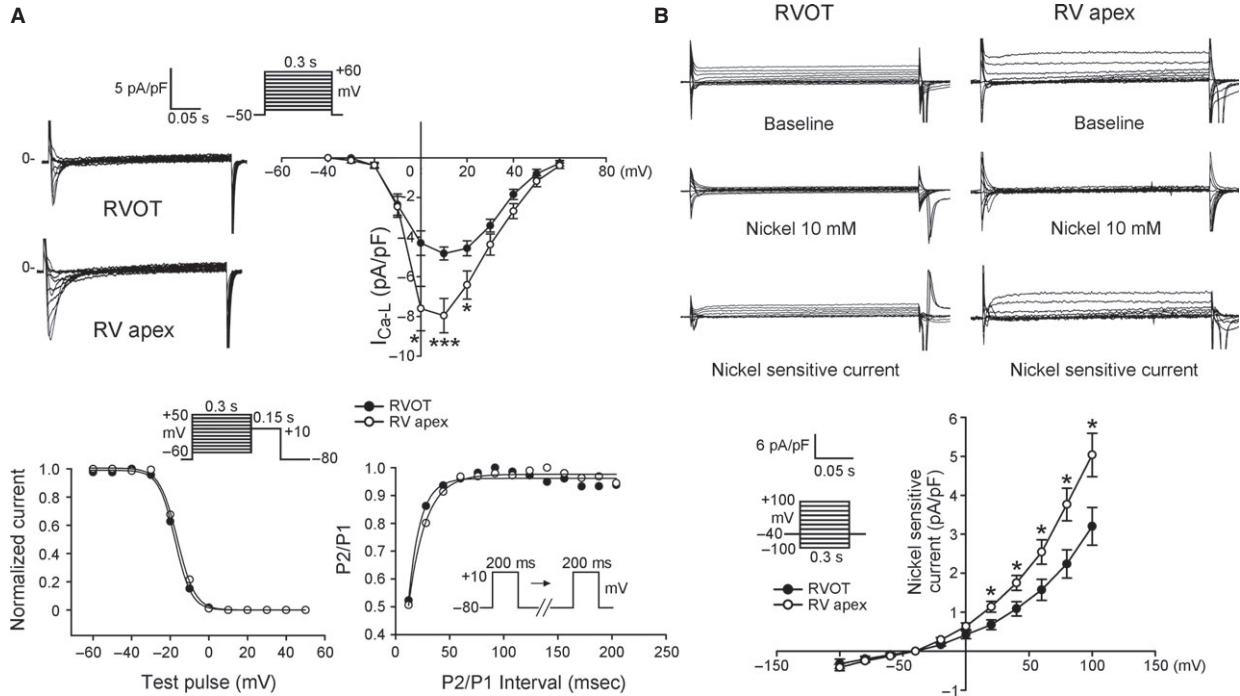 A
5 pA/pF
0.05 s
0.3 s
+60
mV
−50
0-
RVOT
0-
RV apex
−60 −40 −20 0 20 40 60 80 (mV)
−2
−4
−6
−8
−10
I Ca-L (pA/pF)
*
***
*
0.3 s
0.15 s
+50
mV
−60
+10
−80
RVOT
RV apex
Normalized current
1.0
0.8
0.6
0.4
0.2
0
−60 −40 −20 0 20 40 60
Test pulse (mV)
P2/P1
1.0
0.9
0.8
0.7
0.6
0.5
0.4
200 ms 200 ms
+10
mV
−80
0 50 100 150 200
P2/P1 Interval (msec)
B
RVOT
RV apex
Baseline
Baseline
Nickel 10 mM
Nickel 10 mM
Nickel sensitive current
Nickel sensitive current
6 pA/pF
0.05 s
+100
mV
−40
−100
0.3 s
RVOT
RV apex
Nickel sensitive
current (pA/pF)
6
5
4
3
2
1
−1
* * * * *
−150 −100 −50 0 50 100 150 (mV)